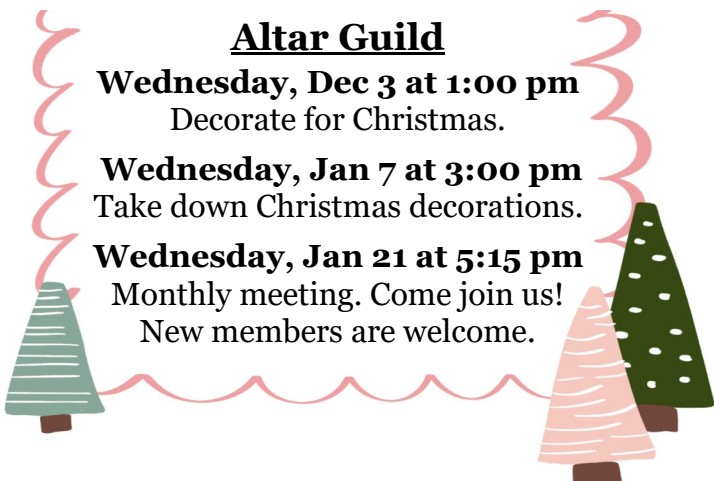 Altar Guild
Wednesday, Dec 3 at 1:00 pm
Decorate for Christmas.
Wednesday, Jan 7 at 3:00 pm
Take down Christmas decorations.
Wednesday, Jan 21 at 5:15 pm
Monthly meeting. Come join us!
New members are welcome.